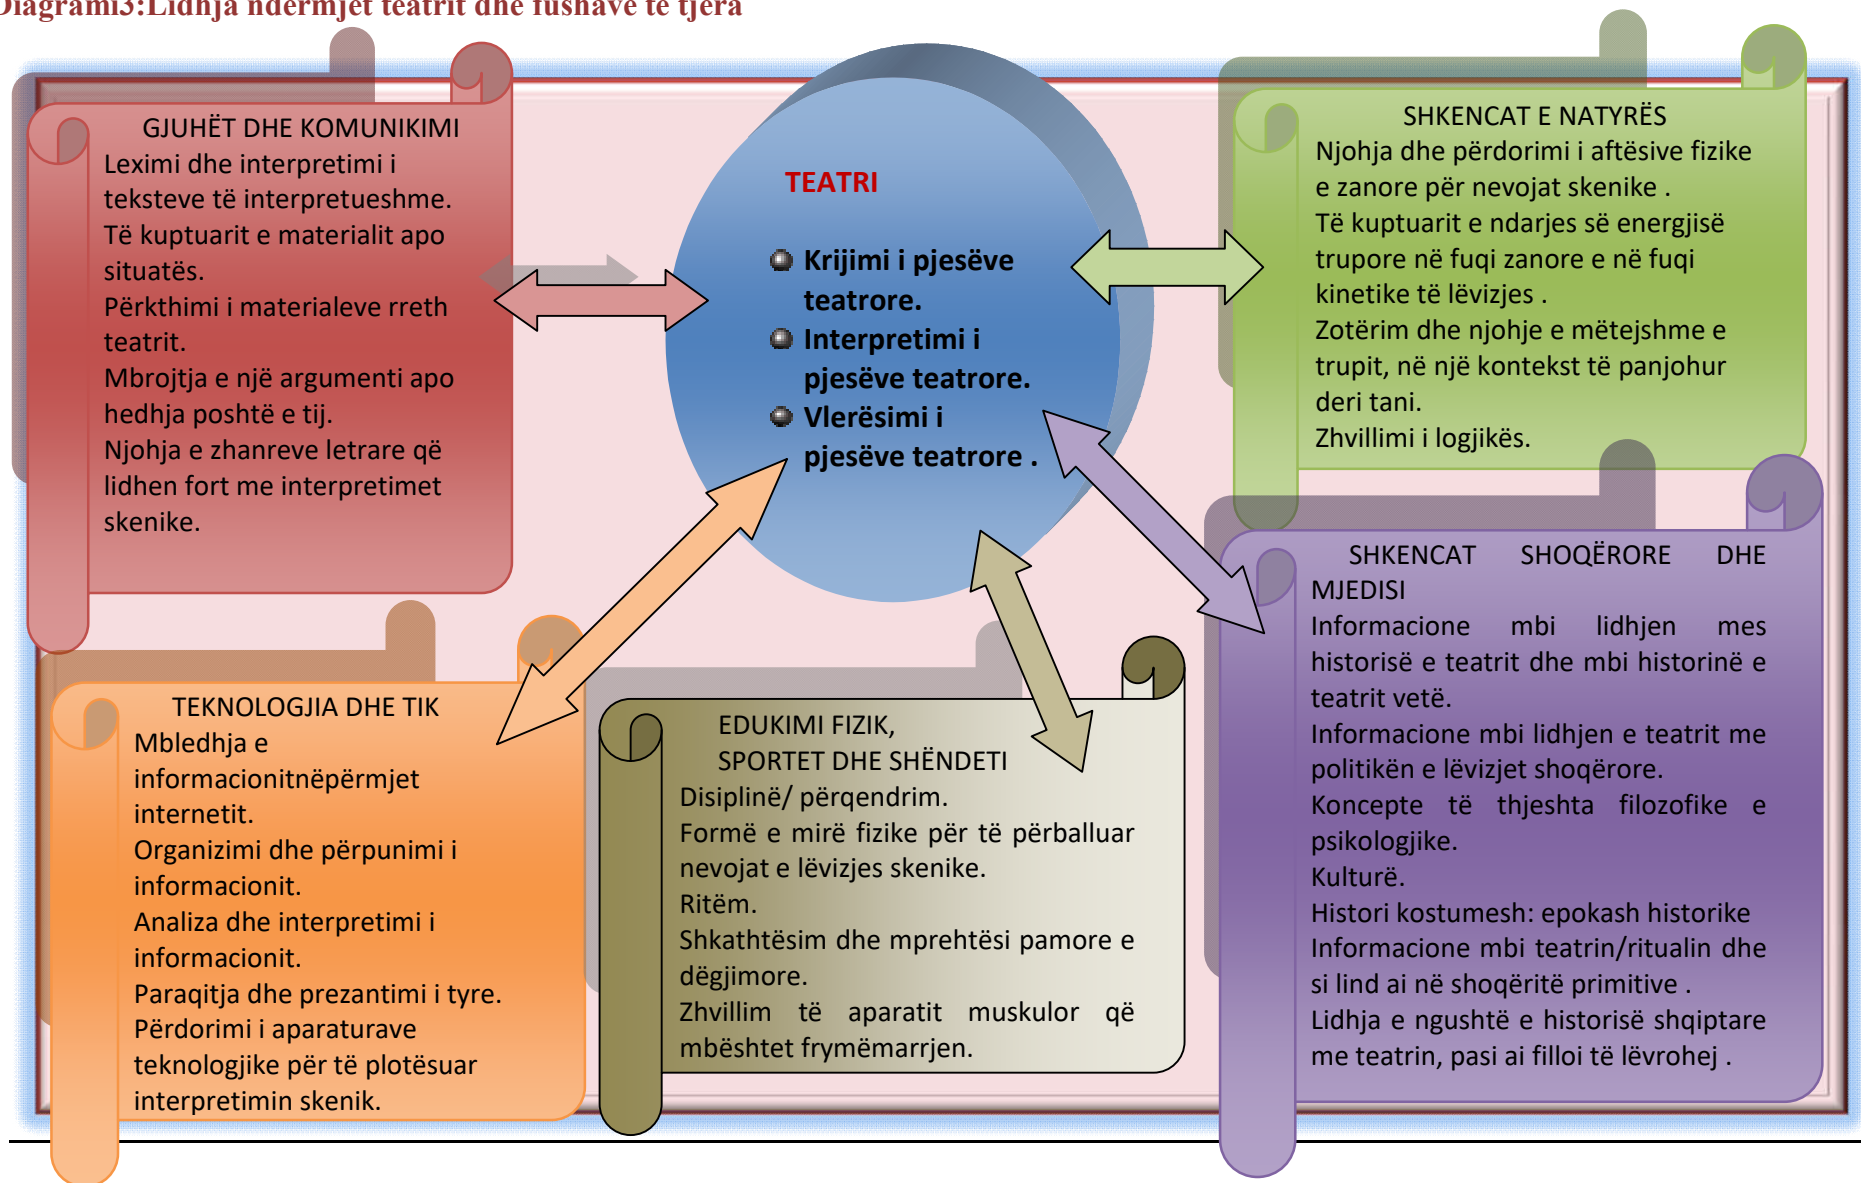 Diagrami3:Lidhja ndërmjet teatrit dhe fushave të tjera
GJUHËT DHE KOMUNIKIMI
Leximi dhe interpretimi i
teksteve të interpretueshme.
Të kuptuarit e materialit apo
situatës.
Përkthimi i materialeve rreth
teatrit.
Mbrojtja e një argumenti apo
hedhja poshtë e tij.
Njohja e zhanreve letrare që
lidhen fort me interpretimet
skenike.
TEATRI
Krijimi i pjesëve
teatrore.
Interpretimi i
pjesëve teatrore.
Vlerësimi i
pjesëve teatrore .
SHKENCAT E NATYRËS
Njohja dhe përdorimi i aftësive fizike
e zanore për nevojat skenike .
Të kuptuarit e ndarjes së energjisë
trupore në fuqi zanore e në fuqi
kinetike të lëvizjes .
Zotërim dhe njohje e mëtejshme e
trupit, në një kontekst të panjohur
deri tani.
Zhvillimi i logjikës.
TEKNOLOGJIA DHE TIK
Mbledhja e
informacionitnëpërmjet
internetit.
Organizimi dhe përpunimi i
informacionit.
Analiza dhe interpretimi i
informacionit.
Paraqitja dhe prezantimi i tyre.
Përdorimi i aparaturave
teknologjike për të plotësuar
interpretimin skenik.
EDUKIMI FIZIK,
SPORTET DHE SHËNDETI
Disiplinë/ përqendrim.
Formë e mirë fizike për të përballuar
nevojat e lëvizjes skenike.
Ritëm.
Shkathtësim dhe mprehtësi pamore e
dëgjimore.
Zhvillim të aparatit muskulor që
mbështet frymëmarrjen.
SHKENCAT SHOQËRORE DHE
MJEDISI
Informacione mbi lidhjen mes
historisë e teatrit dhe mbi historinë e
teatrit vetë.
Informacione mbi lidhjen e teatrit me
politikën e lëvizjet shoqërore.
Koncepte të thjeshta filozofike e
psikologjike.
Kulturë.
Histori kostumesh: epokash historike
Informacione mbi teatrin/ritualin dhe
si lind ai në shoqëritë primitive .
Lidhja e ngushtë e historisë shqiptare
me teatrin, pasi ai filloi të lëvrohej .